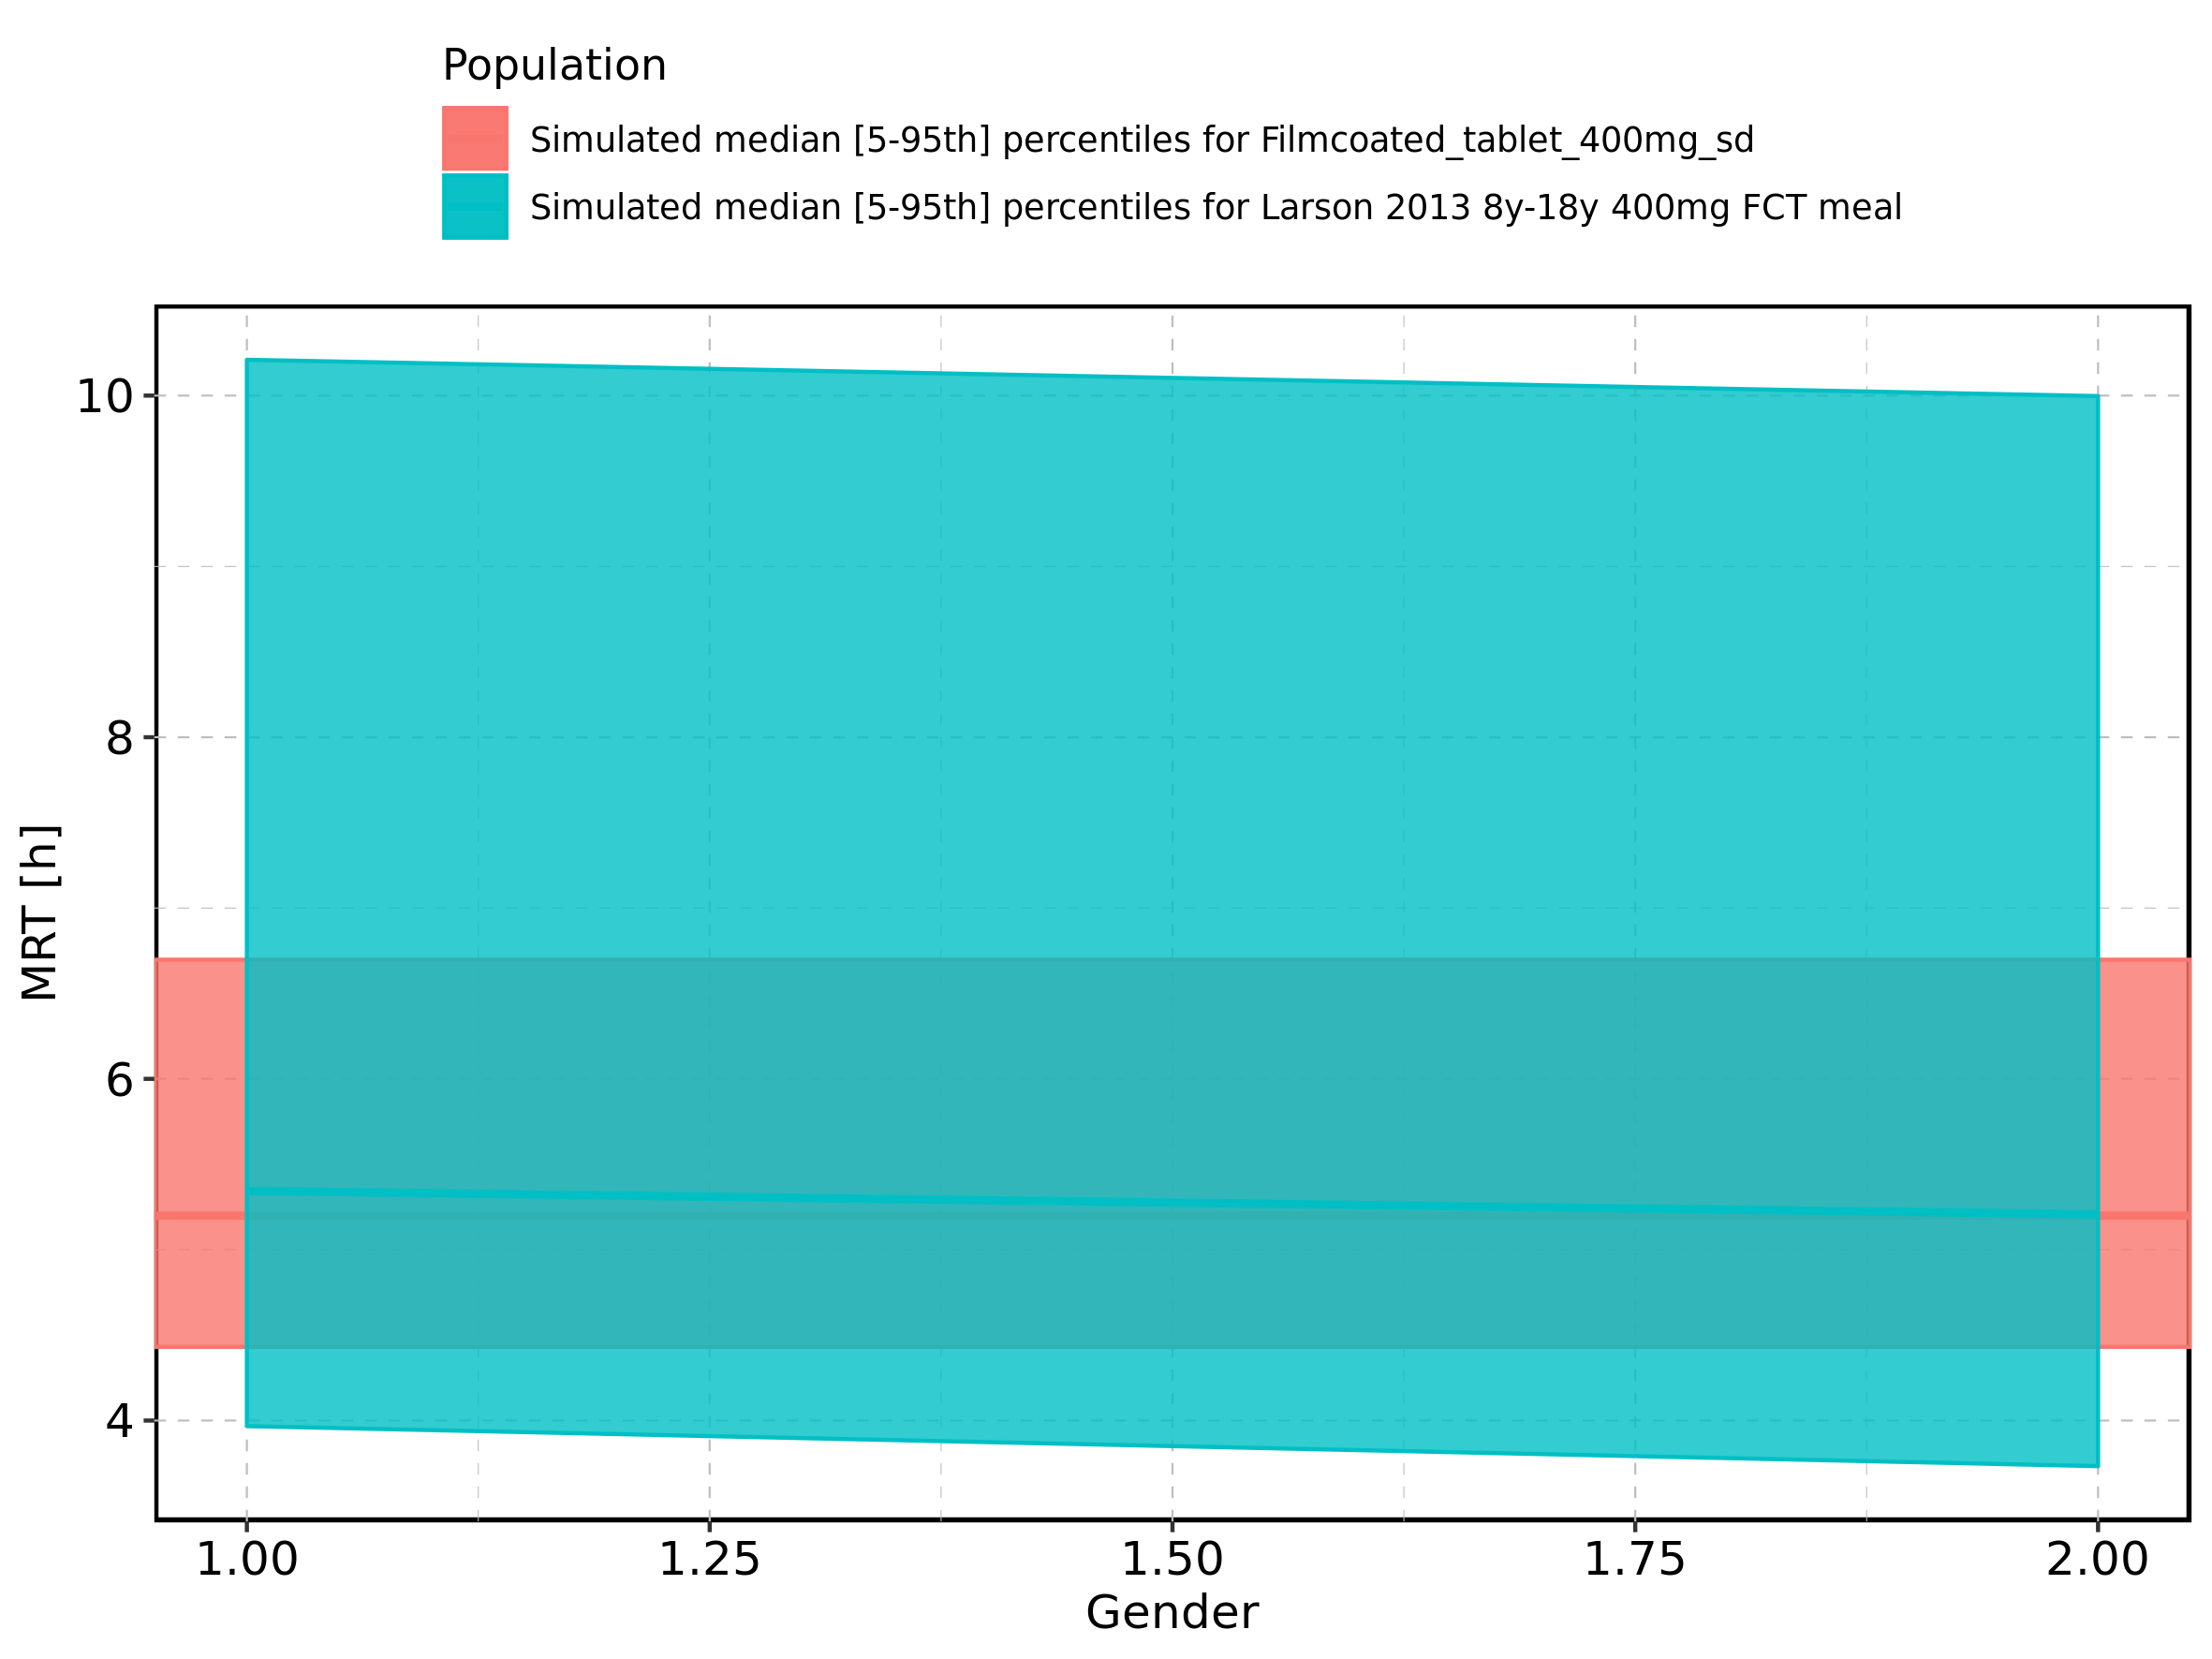 Population
Simulated median [5-95th] percentiles for Filmcoated_tablet_400mg_sd
Simulated median [5-95th] percentiles for Larson 2013 8y-18y 400mg FCT meal
10
8
6
4
MRT [h]
1.00 1.25 1.50 1.75 2.00
Gender